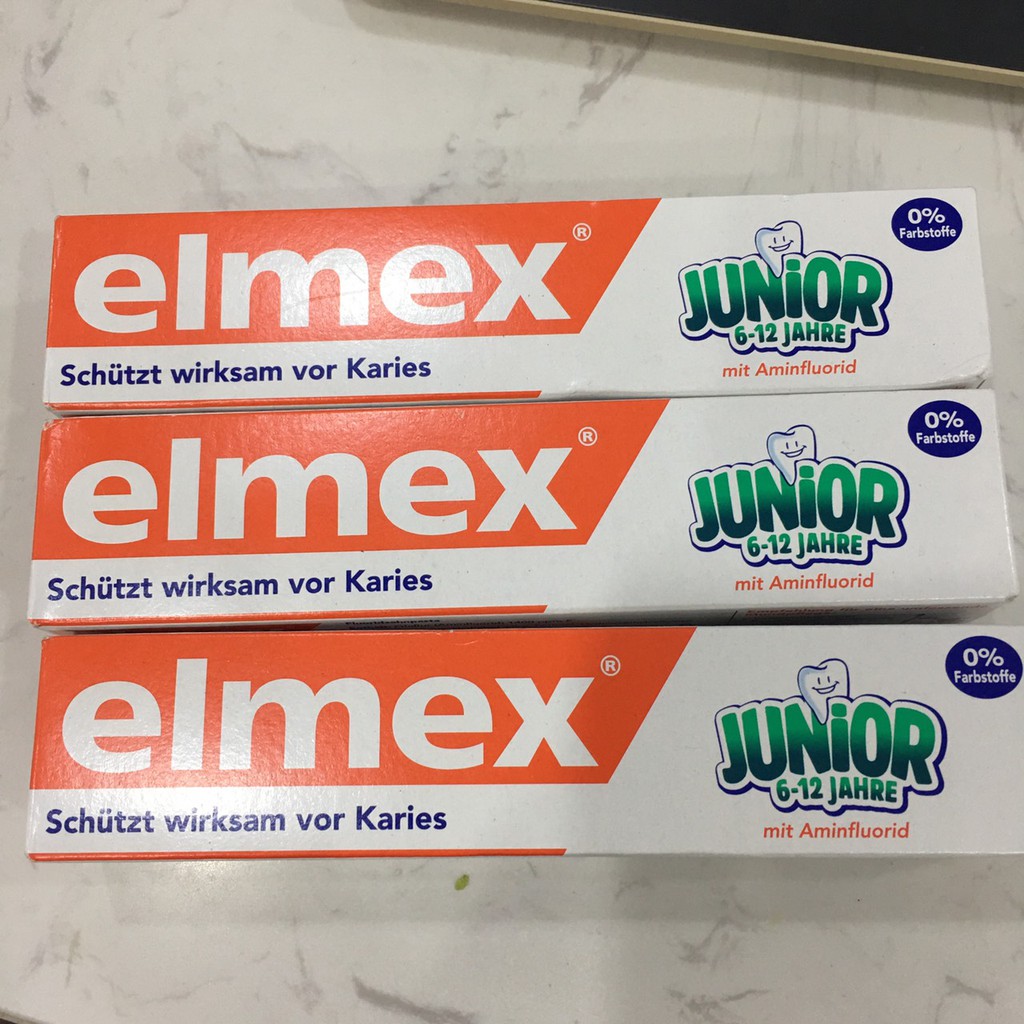 elmex®
Schützt wirksam vor Karies
JUNiOR
6-12 JAHRE
mit Aminfluorid
0%
Farbstoffe
elmex®
Schützt wirksam vor Karies
JUNiOR
6-12 JAHRE
mit Aminfluorid
0%
Farbstoffe
elmex®
Schützt wirksam vor Karies
JUNiOR
6-12 JAHRE
mit Aminfluorid
0%
Farbstoffe